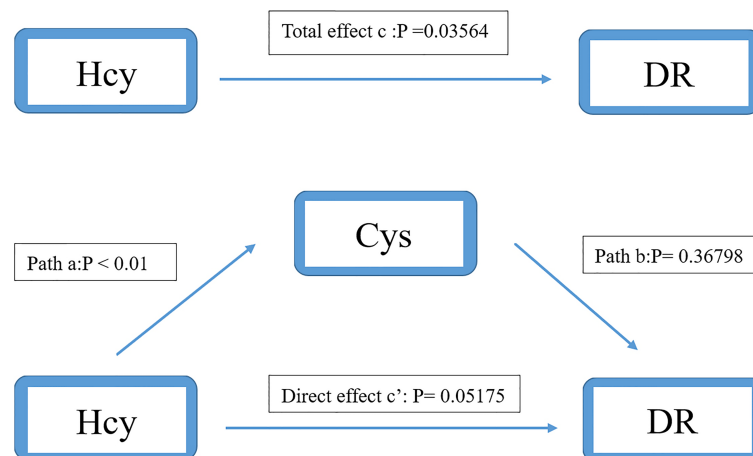 Total effect c :P =0.03564
Hcy
DR
Cys
Path a:P < 0.01
Path b:P= 0.36798
Direct effect c’: P= 0.05175
Hcy
DR